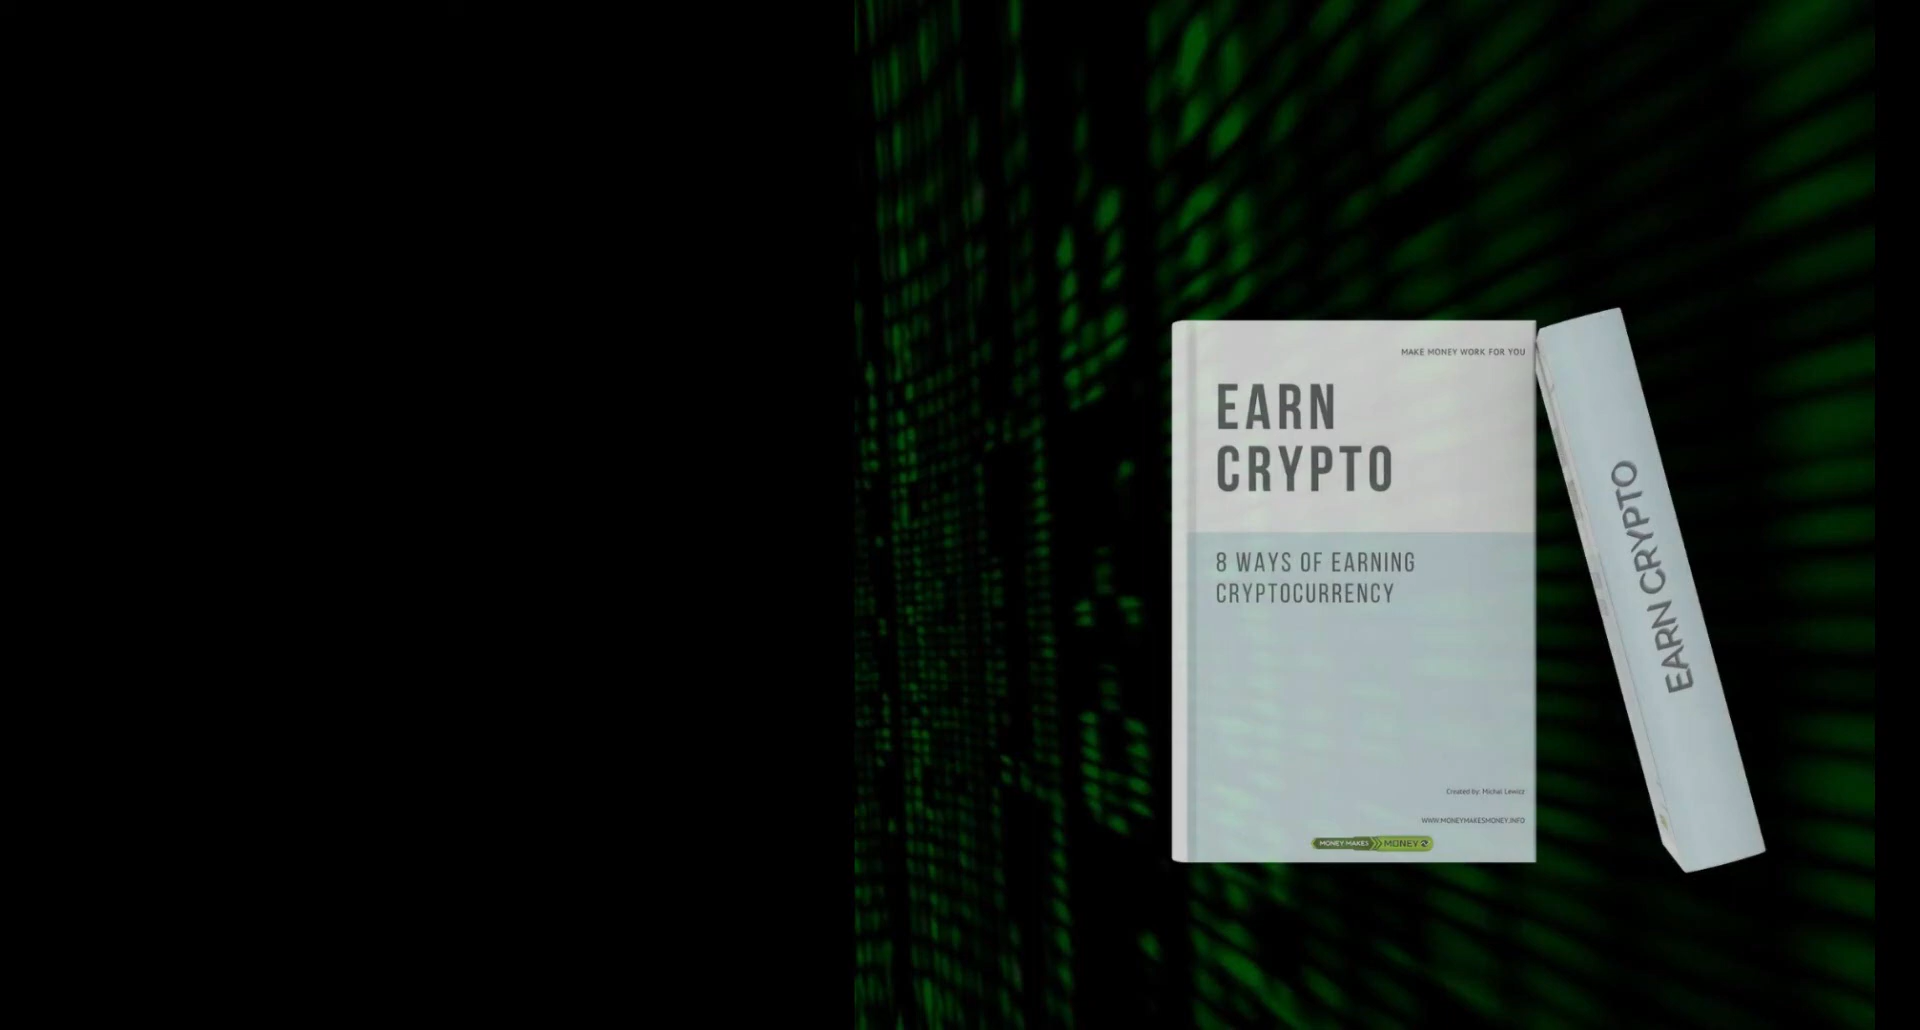 MAKE MONEY WORK FOR YOU
EARN
CRYPTO
8 WAYS OF EARNING
CRYPTOCURRENCY
Created by: Michal Lewicz
WWW.MONEYMAKESMONEY.INFO
MONEY MAKES MONEY 2
EARN CRYPTO